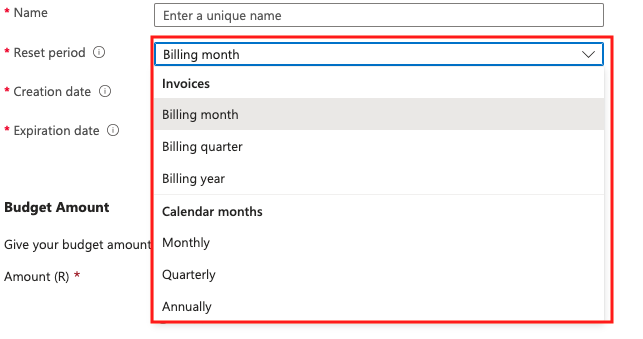 * Name
Enter a unique name
* Reset period
Billing month
Invoices
* Creation date
Billing month
* Expiration date
Billing quarter
Billing year
Budget Amount
Calendar months
Give your budget amount
Monthly
Amount (R) *
Quarterly
Annually